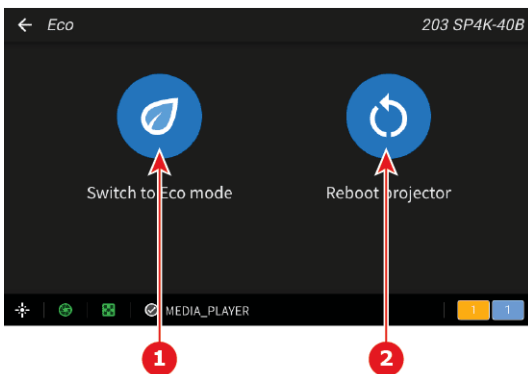 Eco
203 SP4K-40B
Switch to Eco mode
Reboot projector
MEDIA_PLAYER
1
1
1
2